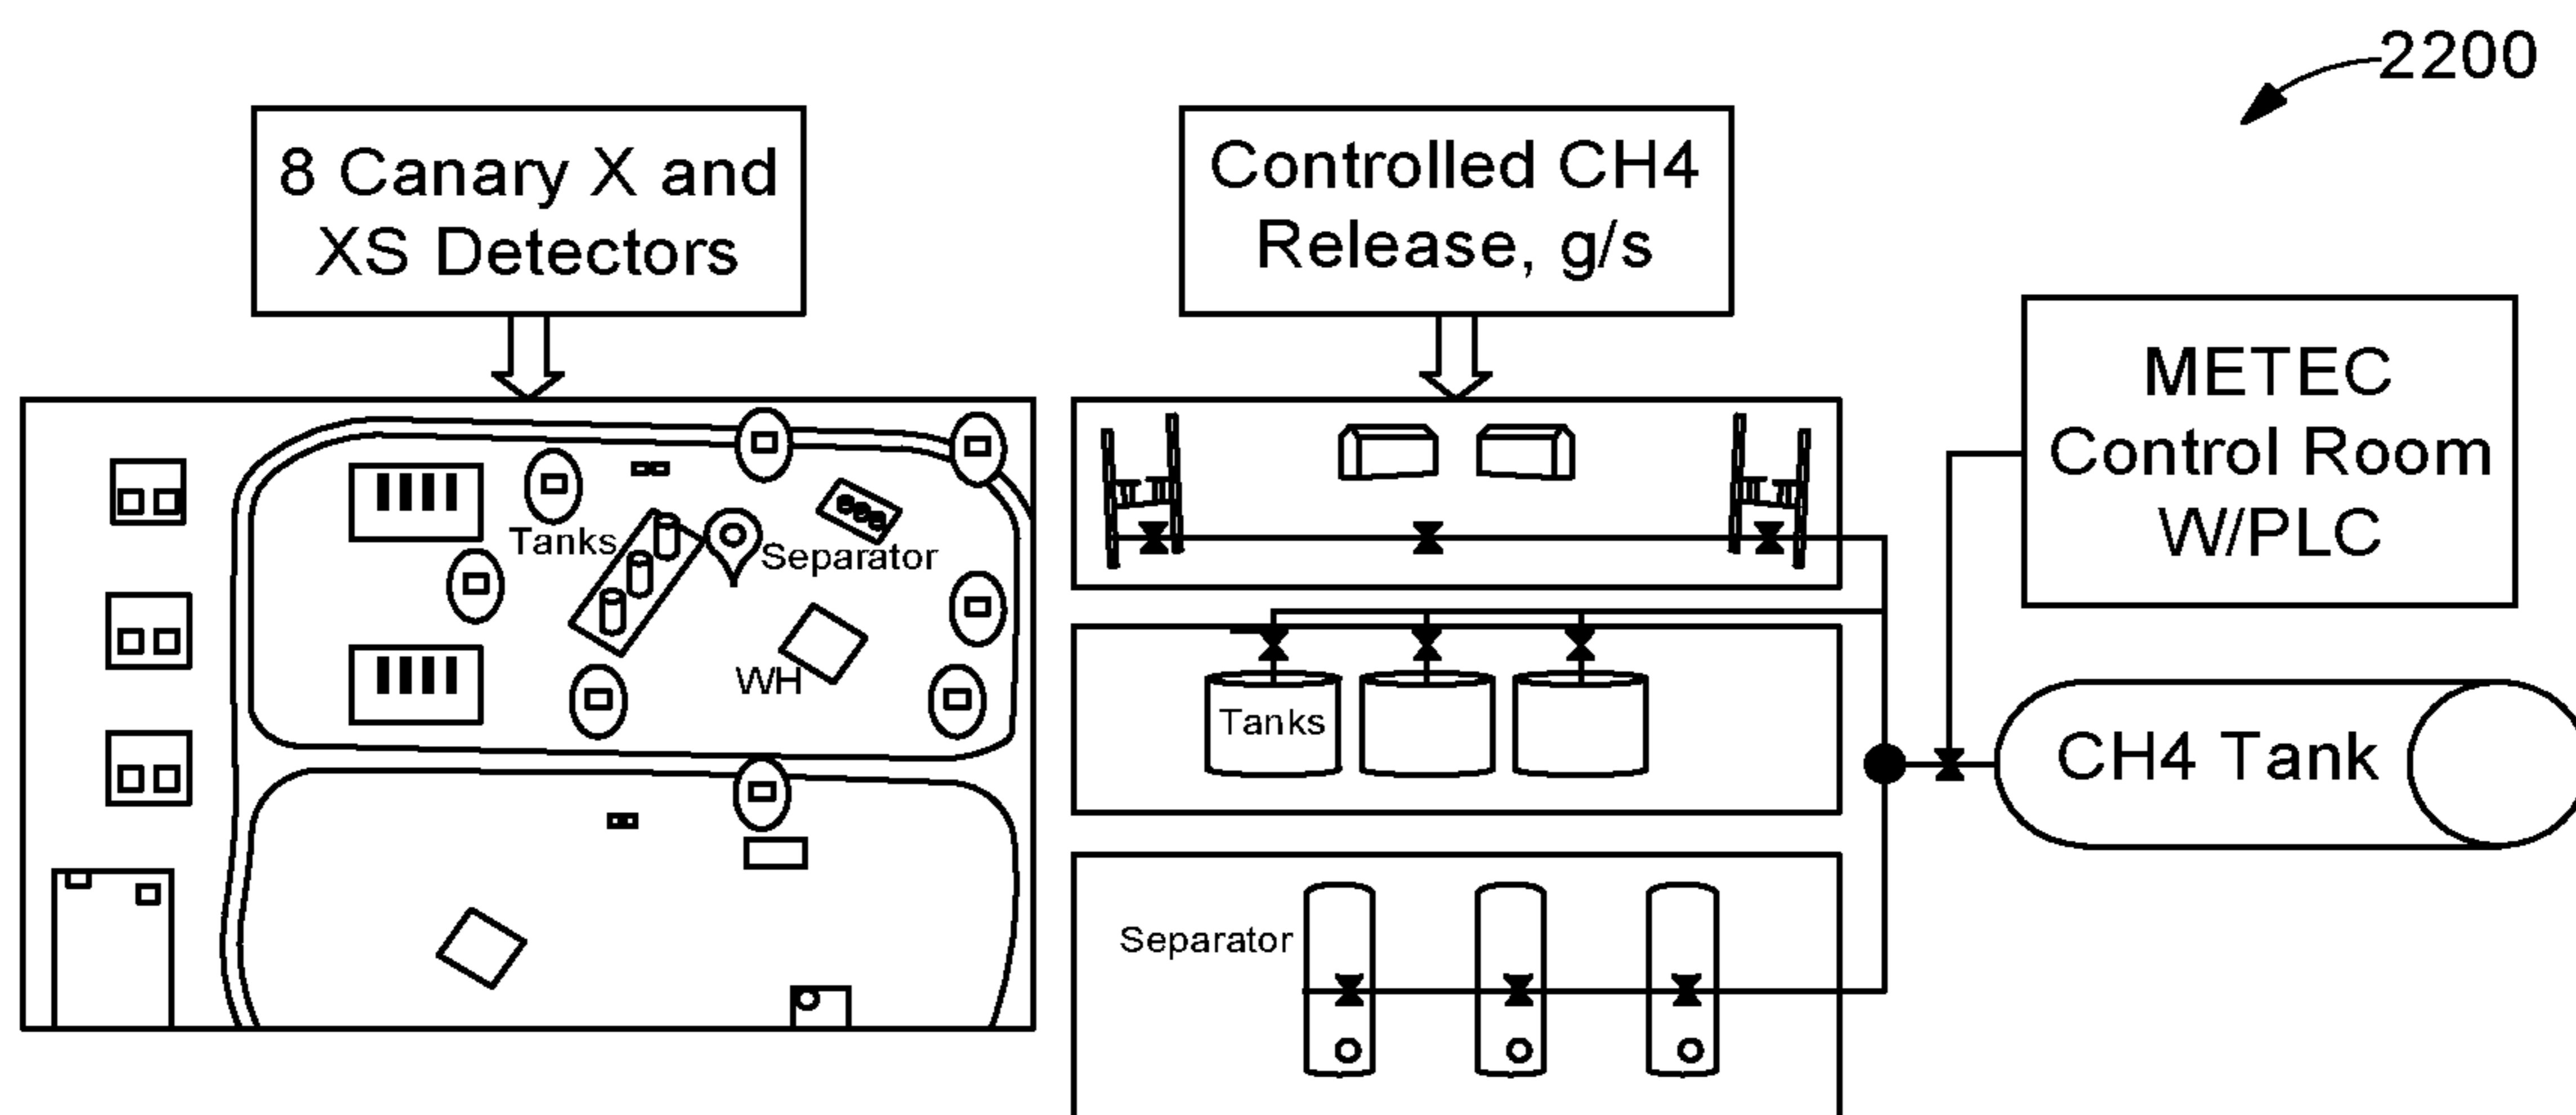 2200
8 Canary X and
XS Detectors
Controlled CH4
Release, g/s
METEC
Control Room
W/PLC
Tanks
Separator
WH
Tanks
CH4 Tank
Separator